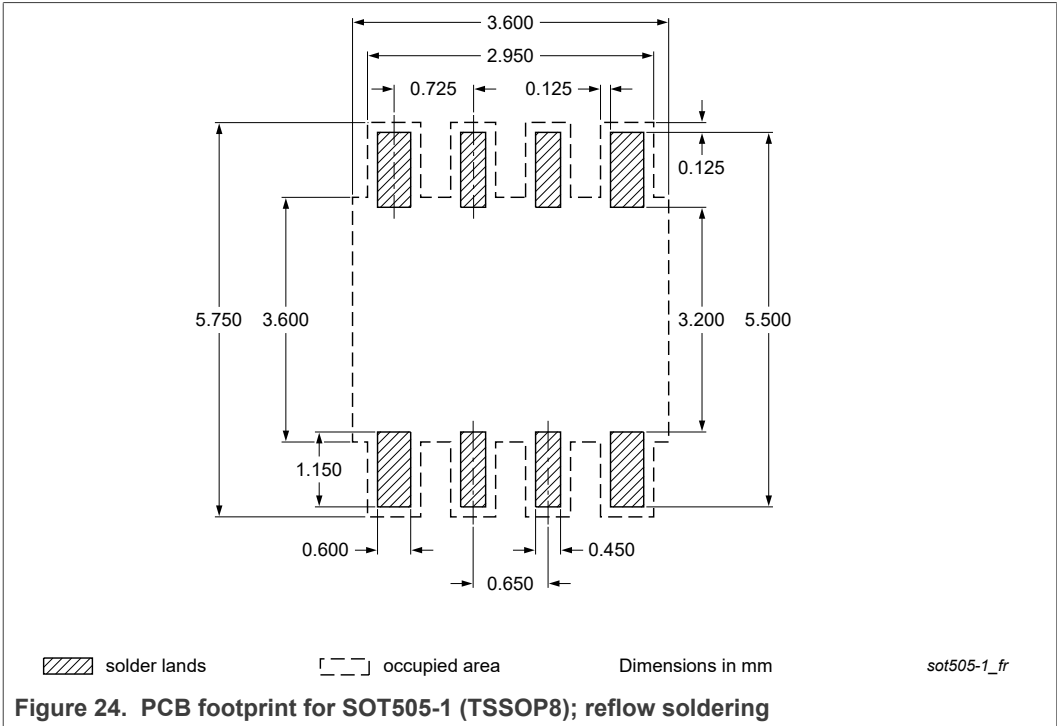 3.600
2.950
0.725 0.125
0.125
5.750 3.600 3.200 5.500
1.150
0.600 0.450
0.650
solder lands occupied area Dimensions in mm sot505-1_fr
Figure 24. PCB footprint for SOT505-1 (TSSOP8); reflow soldering